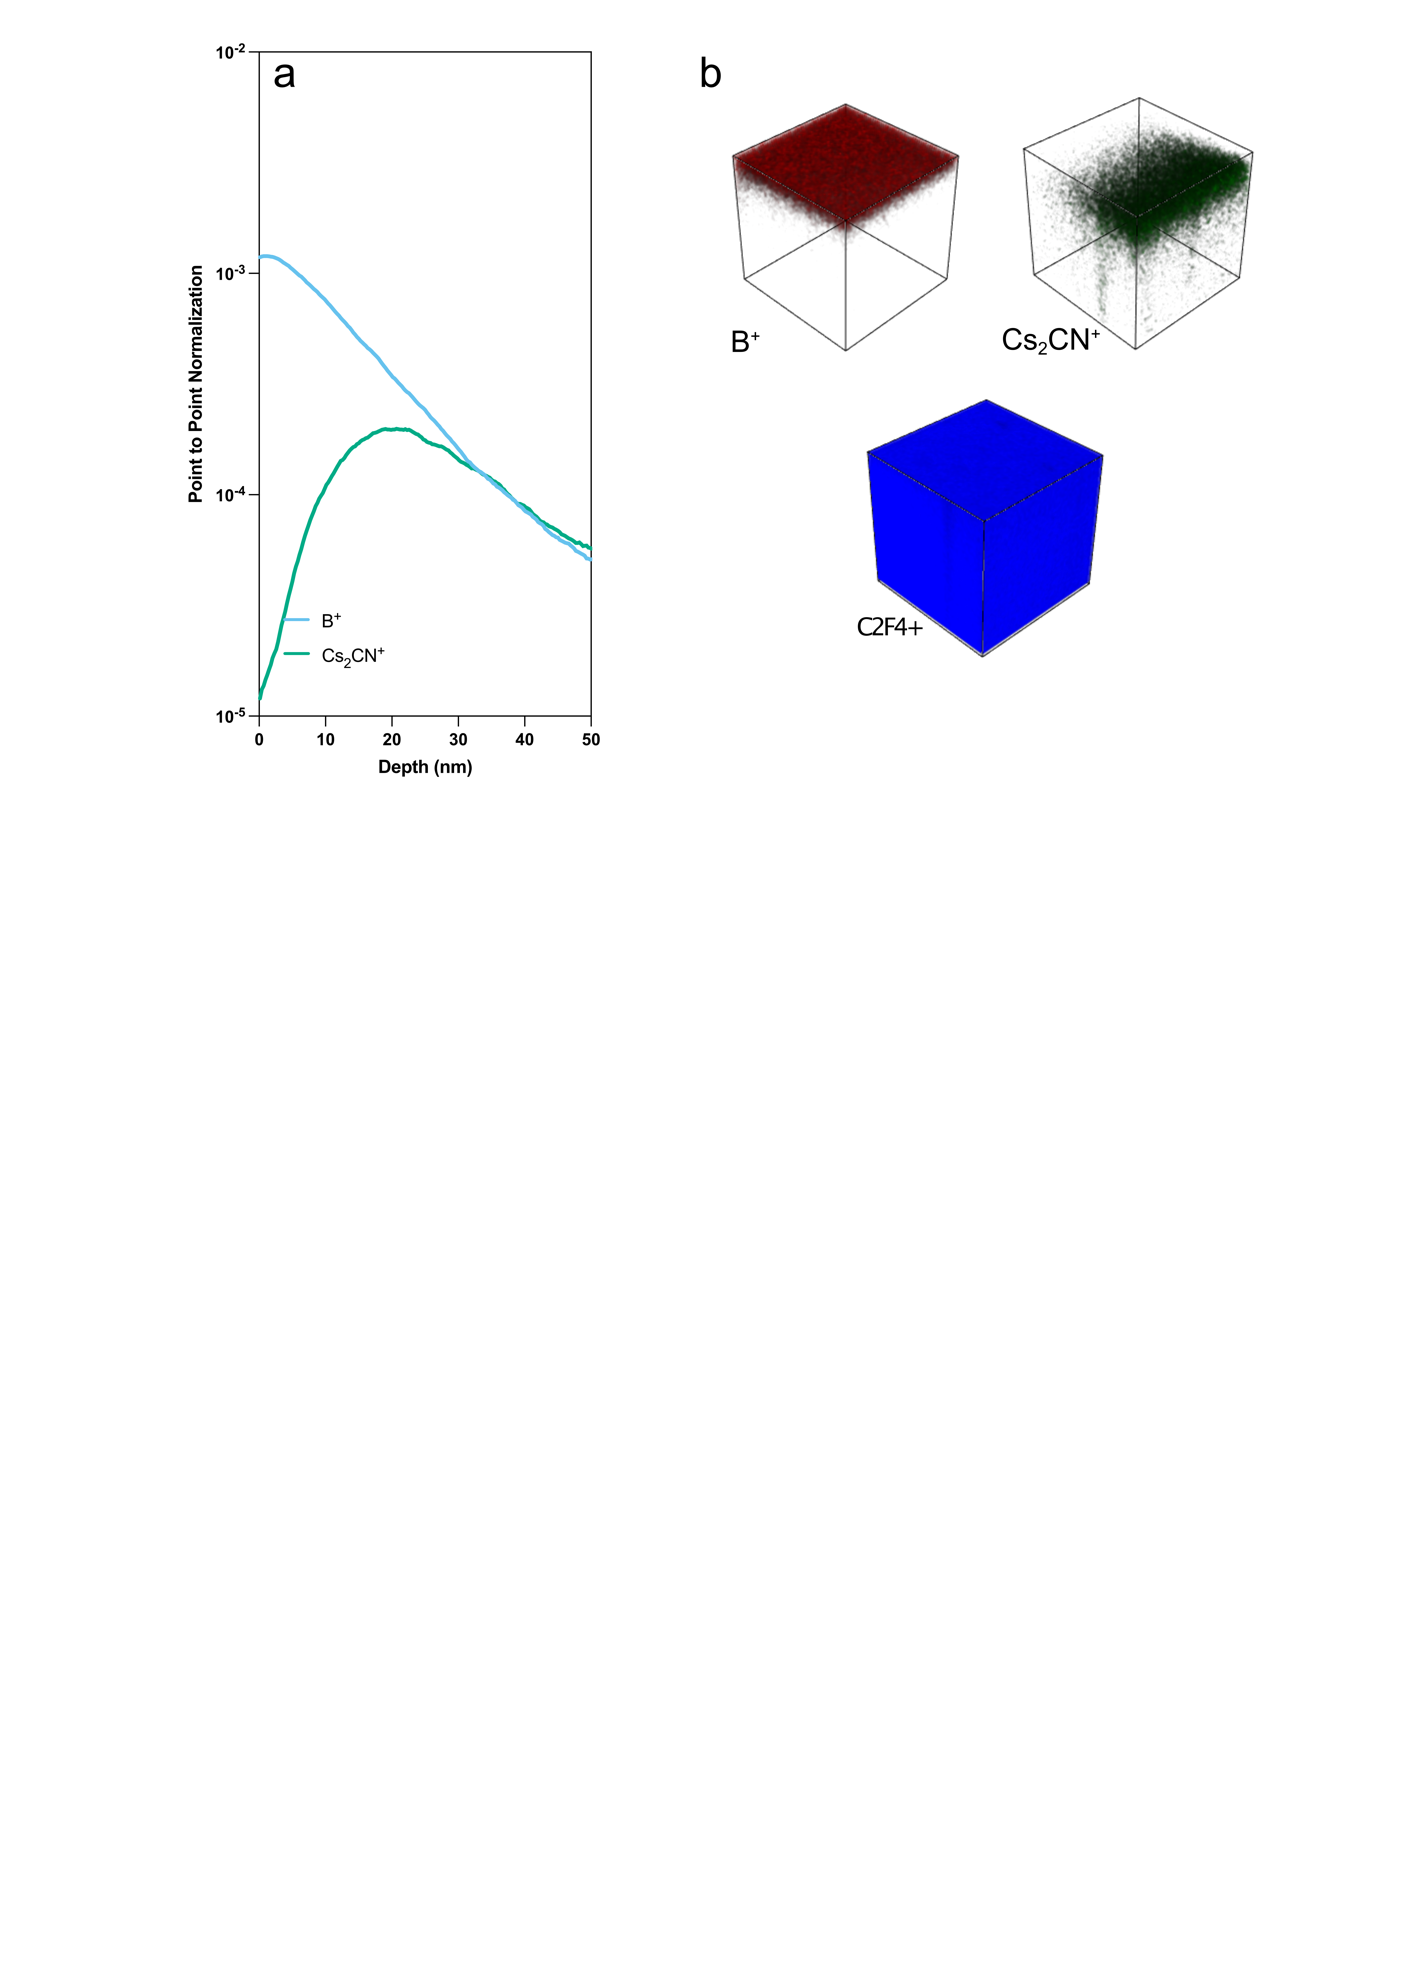 a
Point to Point Normalization
10-2
10-3
10-4
10-5
B+
Cs2CN+
0 10 20 30 40 50
Depth (nm)
b
B+
Cs2CN+
C2F4+